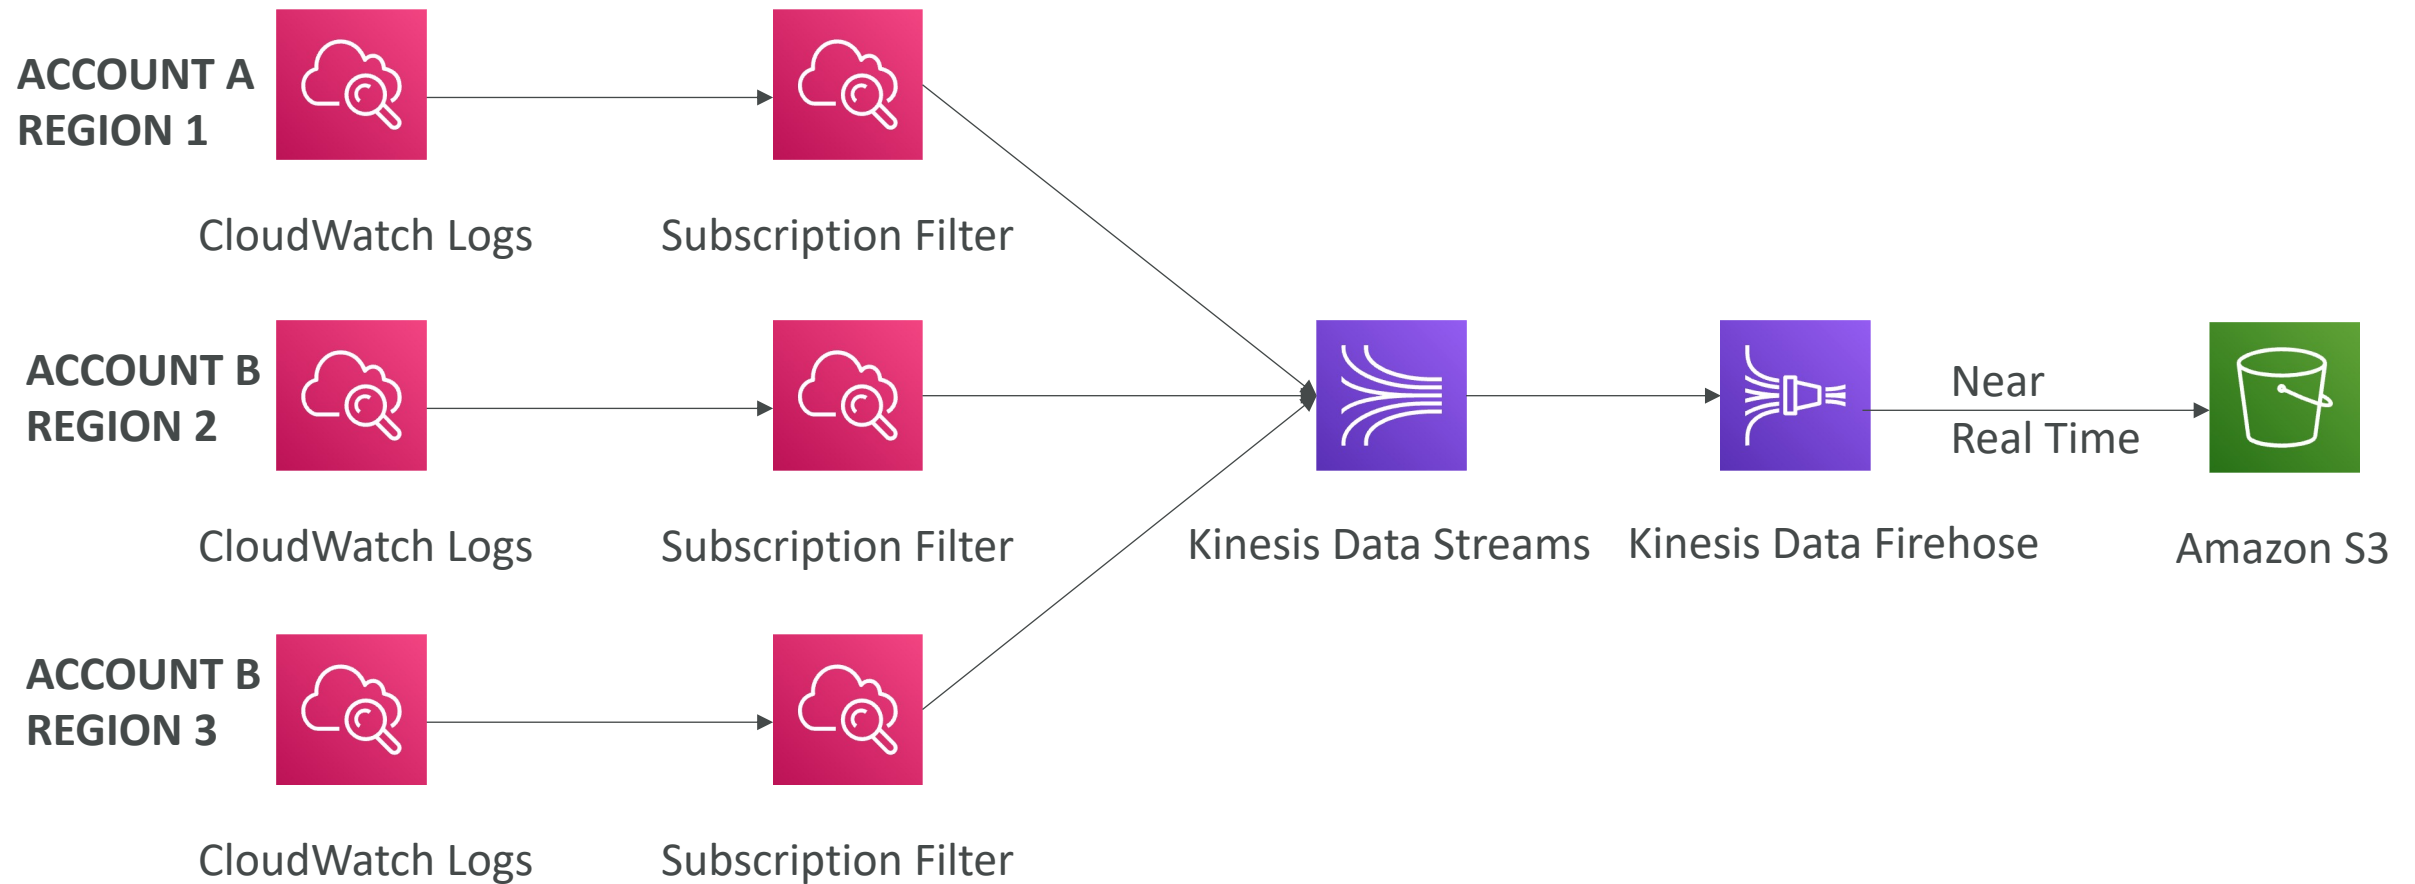 ACCOUNT A
REGION 1
CloudWatch Logs
Subscription Filter
ACCOUNT B
REGION 2
CloudWatch Logs
Subscription Filter
Kinesis Data Streams
Kinesis Data Firehose
Near
Real Time
Amazon S3
ACCOUNT B
REGION 3
CloudWatch Logs
Subscription Filter